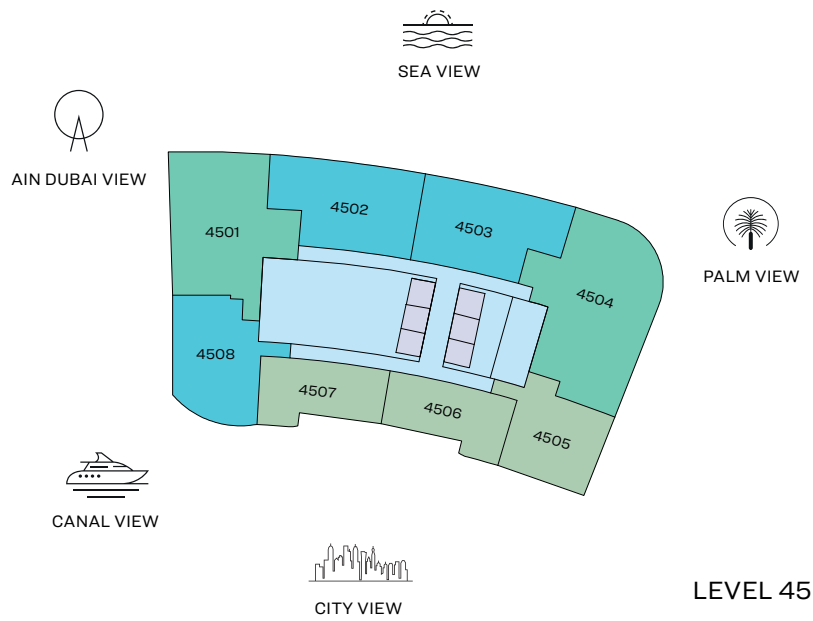 SEA VIEW
AIN DUBAI VIEW
4501
4502
4503
PALM VIEW
4504
4508
4507
4506
4505
CANAL VIEW
CITY VIEW
LEVEL 45